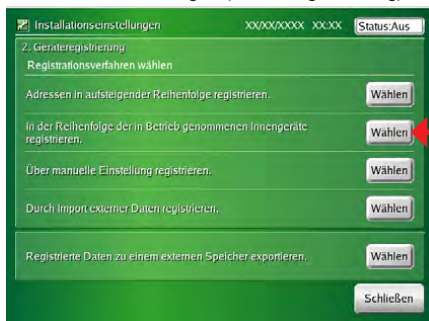 Installationseinstellungen XX/XX/XXXX XX:XX Status:Aus
2. Geräteregistrierung
Registrationsverfahren wählen
Adressen in aufsteigender Reihenfolge registrieren. Wählen
In der Reihenfolge der in Betrieb genommenen Innengeräte Wählen
registrieren.
Über manuelle Einstellung registrieren. Wählen
Durch Import externer Daten registrieren. Wählen
Registrierte Daten zu einem externen Speicher exportieren. Wählen
Schließen